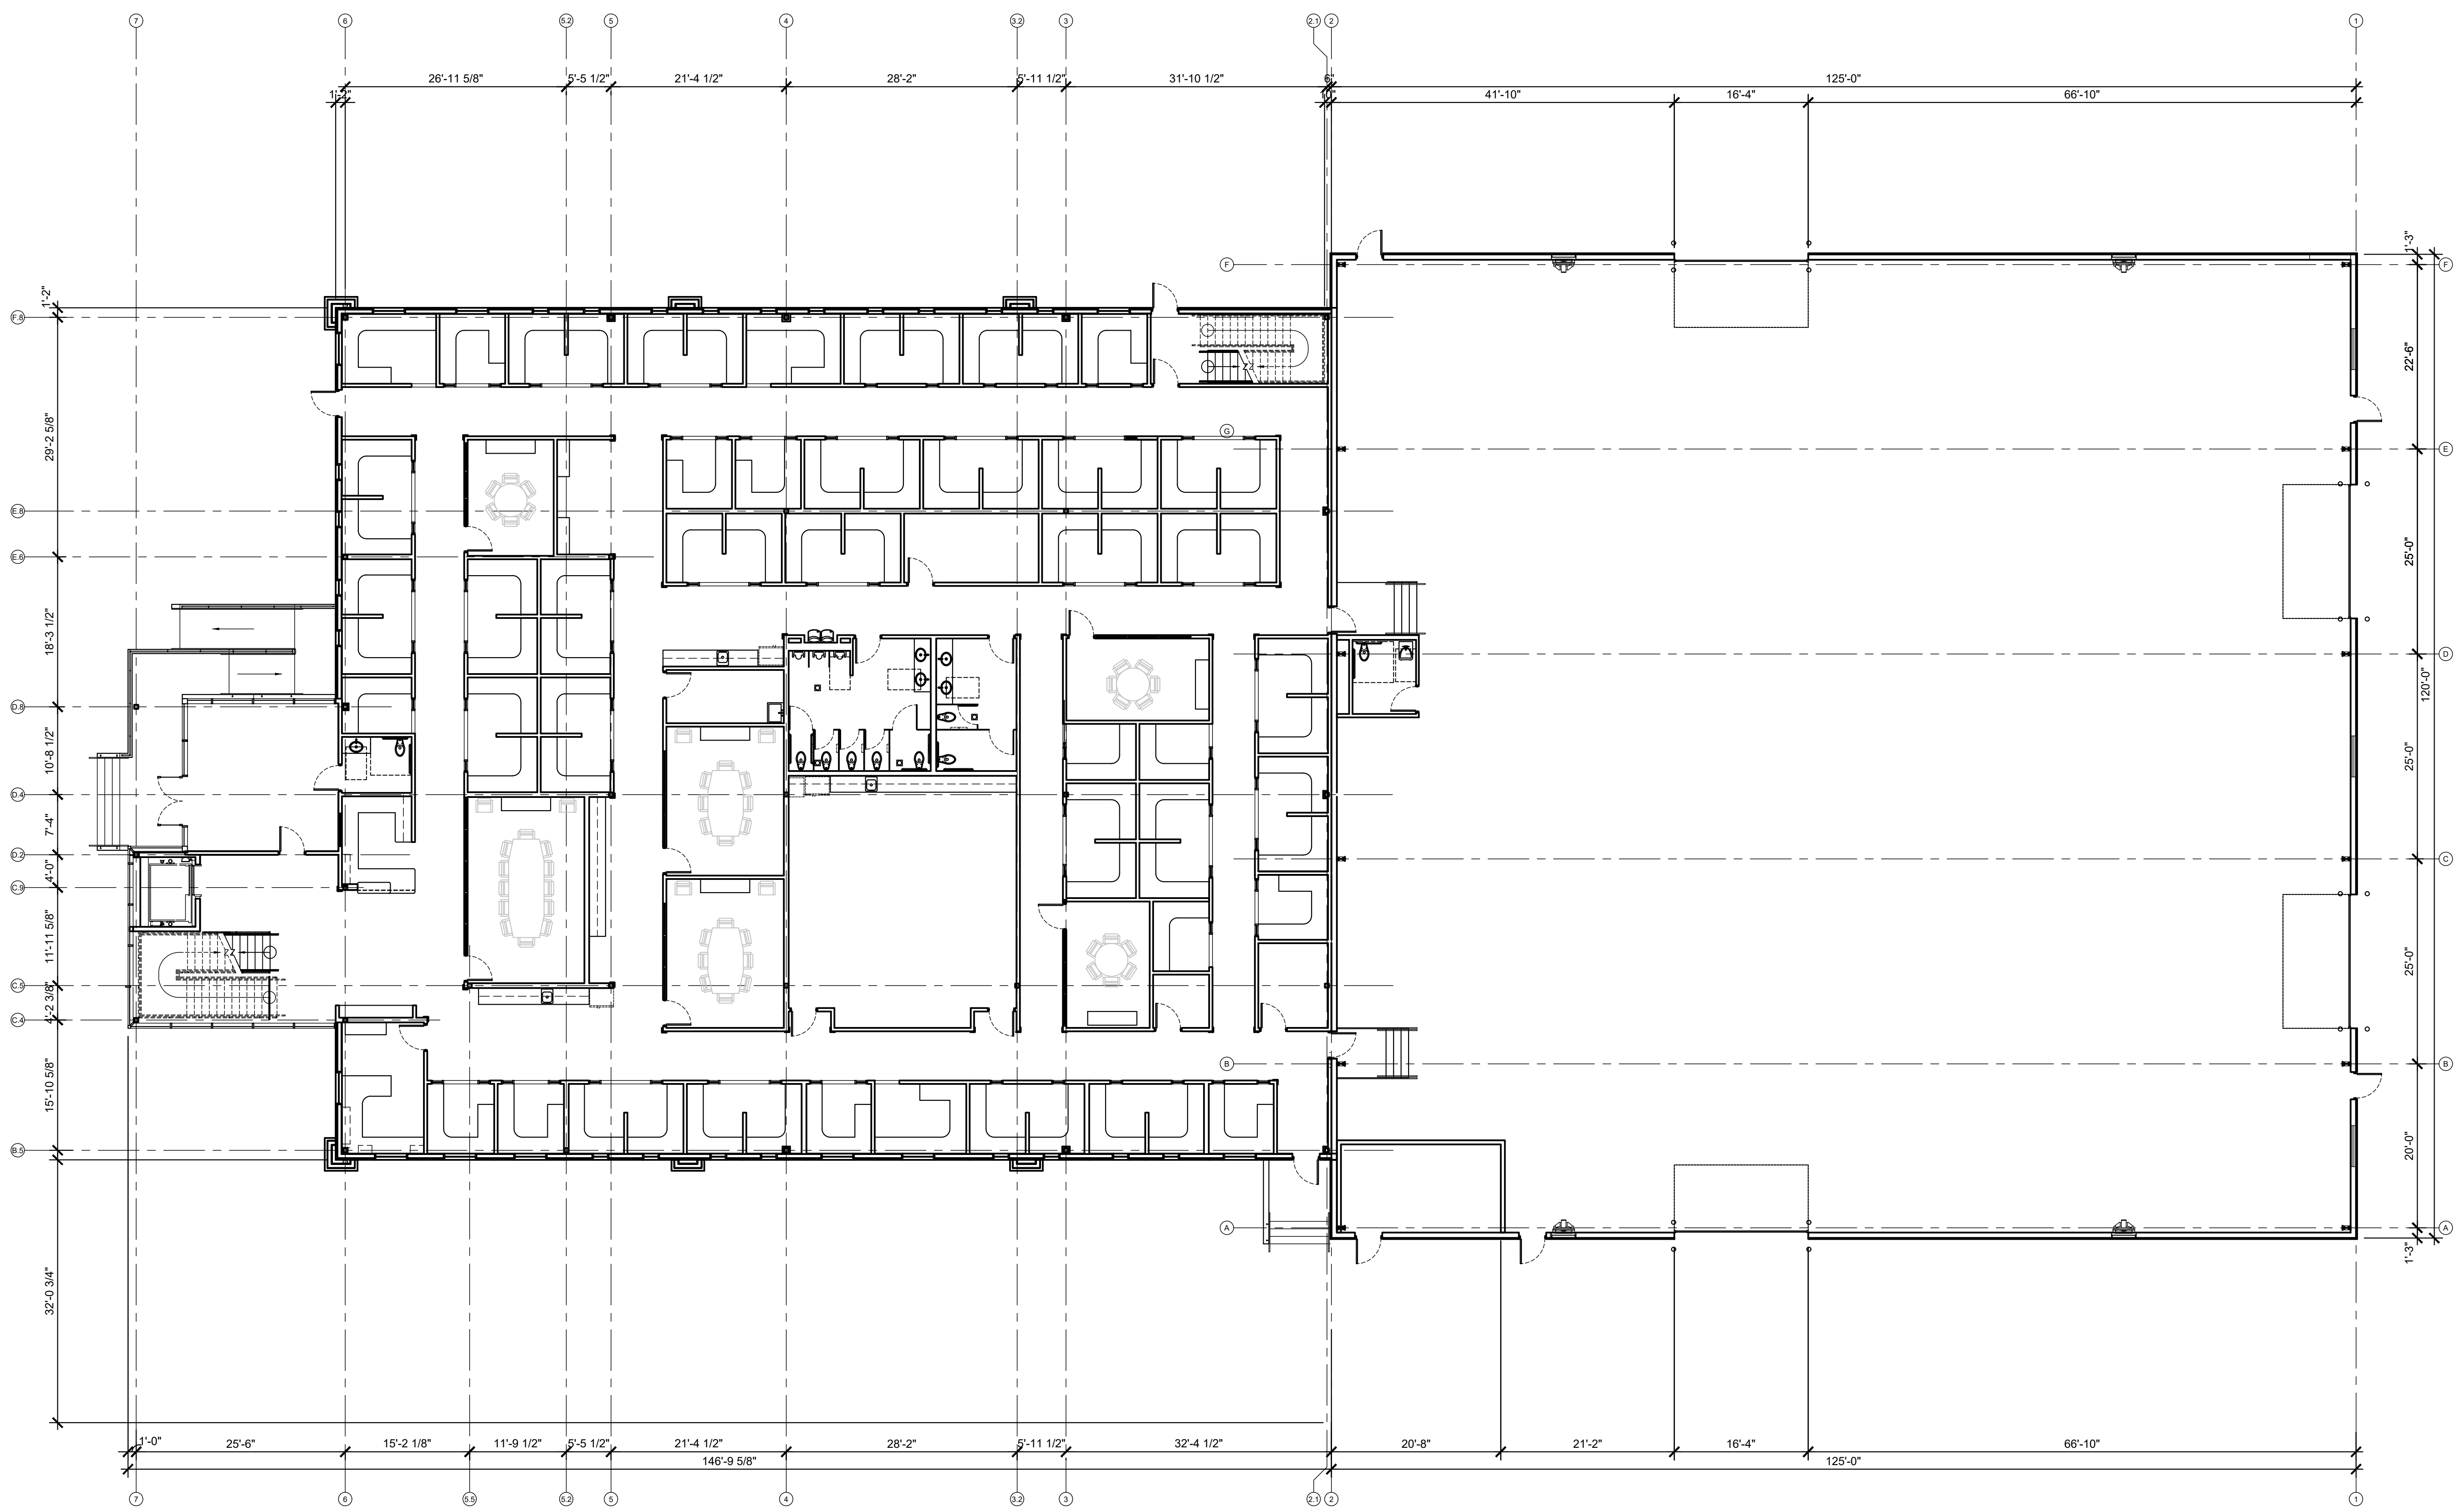 7 6 5.2 5 4 3.2 3 2.1 2 1
26'-11 5/8" 5'-5 1/2" 21'-4 1/2" 28'-2" 5'-11 1/2" 31'-10 1/2" 6" 125'-0"
1'-2" 41'-10" 16'-4" 66'-10"
1'-3"
F F
1'-2"
F.8
22'-6"
29'-2 5/8"
G
E
E.8
E.6
25'-0"
18'-3 1/2"
D
120'-0"
D.8
10'-8 1/2"
25'-0"
D.4
7'-4"
D.2
C
4'-0"
C.9
11'-11 5/8"
25'-0"
C.5
4'-2 3/8"
C.4
B B
15'-10 5/8"
20'-0"
B.5
A A
1'-3"
32'-0 3/4"
1'-0" 25'-6" 15'-2 1/8" 11'-9 1/2" 5'-5 1/2" 21'-4 1/2" 28'-2" 5'-11 1/2" 32'-4 1/2" 20'-8" 21'-2" 16'-4" 66'-10"
146'-9 5/8" 125'-0"
7 6 5.5 5.2 5 4 3.2 3 2.1 2 1